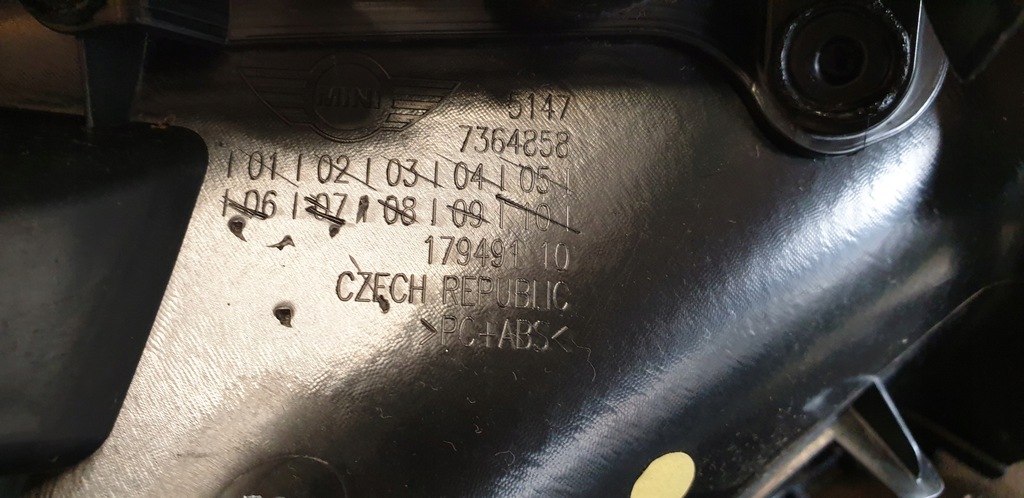 MINI
5147
7364858
| 01 | 02 | 03 | 04 | 05 |
| 06 | 07 | 08 | 09 | 10 |
179491 10
CZECH REPUBLIC
>PC+ABS<